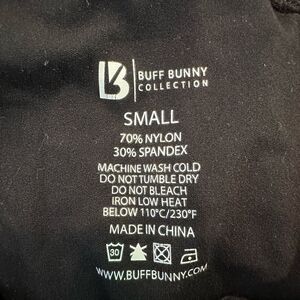 BUFF BUNNY
COLLECTION
SMALL
70% NYLON
30% SPANDEX
MACHINE WASH COLD
DO NOT TUMBLE DRY
DO NOT BLEACH
IRON LOW HEAT
BELOW 110°C/230°F
MADE IN CHINA
30
WWW.BUFFBUNNY.COM